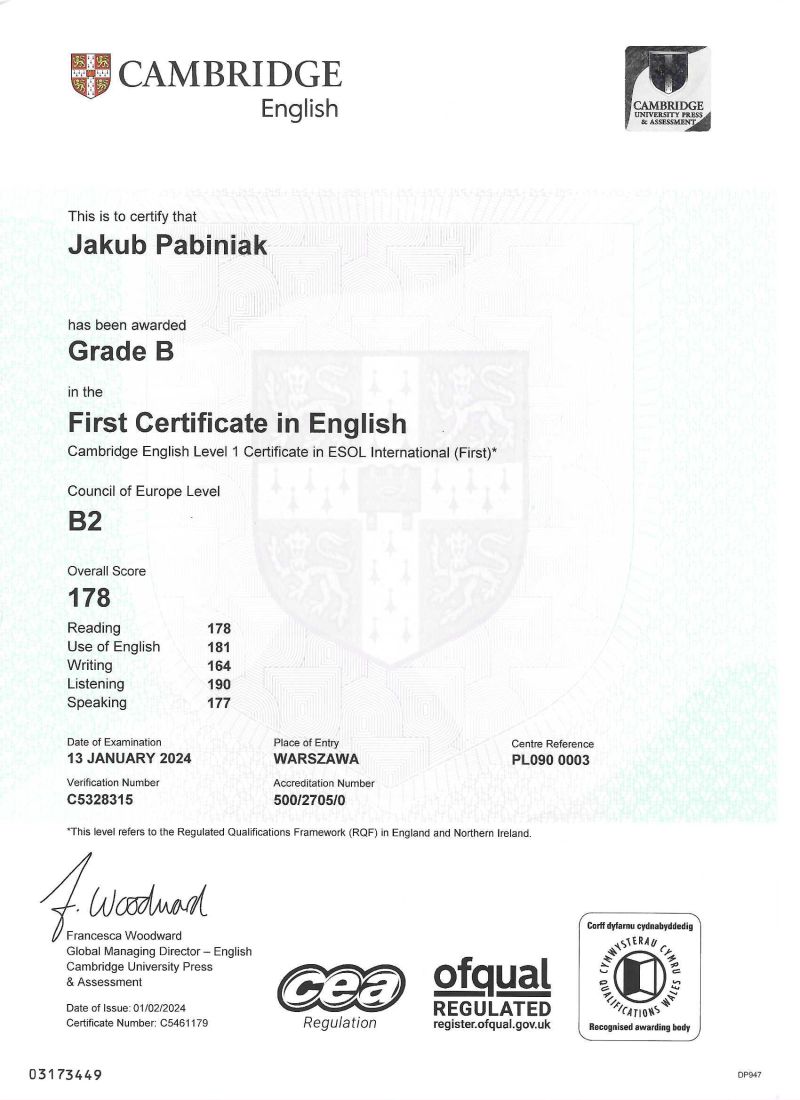 CAMBRIDGE
English
CAMBRIDGE
UNIVERSITY PRESS
& ASSESSMENT
This is to certify that
Jakub Pabiniak
has been awarded
Grade B
in the
First Certificate in English
Cambridge English Level 1 Certificate in ESOL International (First)*
Council of Europe Level
B2
Overall Score
178
Reading 178
Use of English 181
Writing 164
Listening 190
Speaking 177
Date of Examination Place of Entry Centre Reference
13 JANUARY 2024 WARSZAWA PL090 0003
Verification Number Accreditation Number
C5328315 500/2705/0
*This level refers to the Regulated Qualifications Framework (RQF) in England and Northern Ireland.
F. Woodward
Francesca Woodward
Global Managing Director – English
Cambridge University Press
& Assessment
Date of Issue: 01/02/2024
Certificate Number: C5461179
cea
Regulation
ofqual
REGULATED
register.ofqual.gov.uk
Corff dyfarnu cydnabyddedig
CYMWYSTERAU CYMRU
QUALIFICATIONS WALES
Recognised awarding body
03173449
DP947